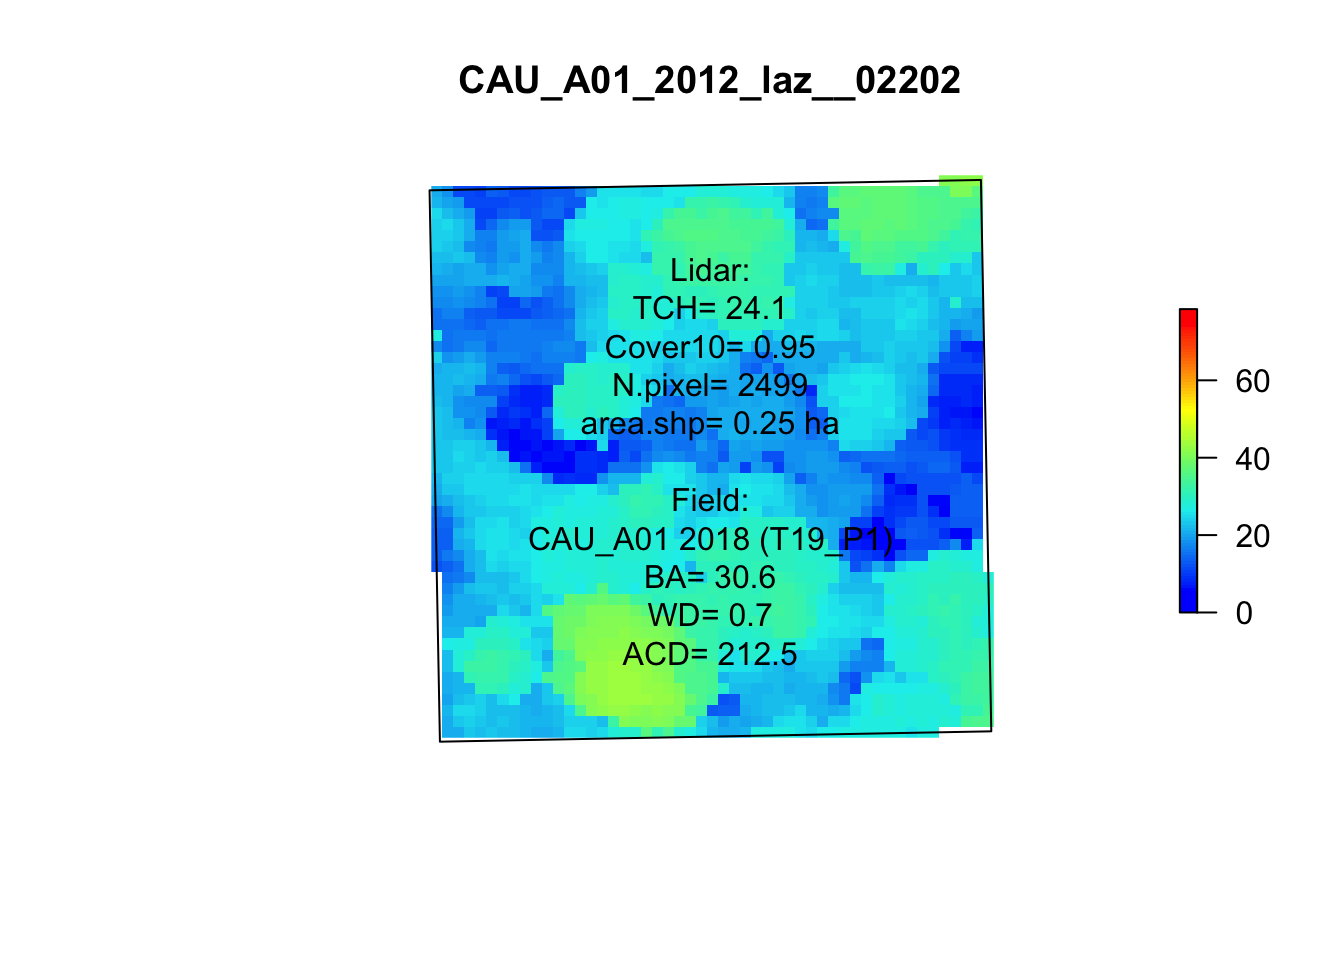 CAU_A01_2012_laz__02202
Lidar:
TCH= 24.1
Cover10= 0.95
N.pixel= 2499
area.shp= 0.25 ha
Field:
CAU_A01 2018 (T19_P1)
BA= 30.6
WD= 0.7
ACD= 212.5
60
40
20
0